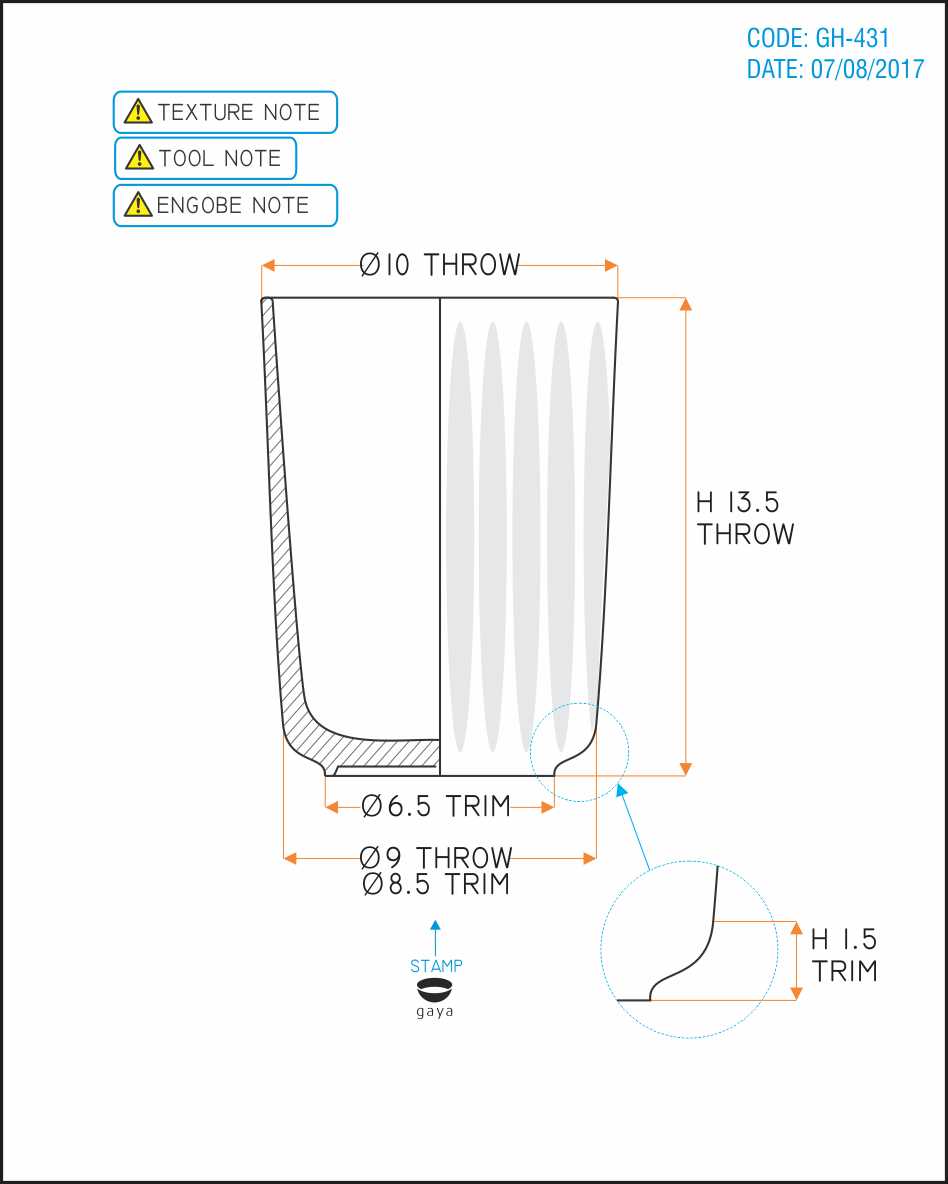 CODE: GH-431
DATE: 07/08/2017
TEXTURE NOTE
TOOL NOTE
ENGOBE NOTE
Ø10 THROW
H 13.5
THROW
Ø6.5 TRIM
Ø9 THROW
Ø8.5 TRIM
H 1.5
TRIM
STAMP
gaya